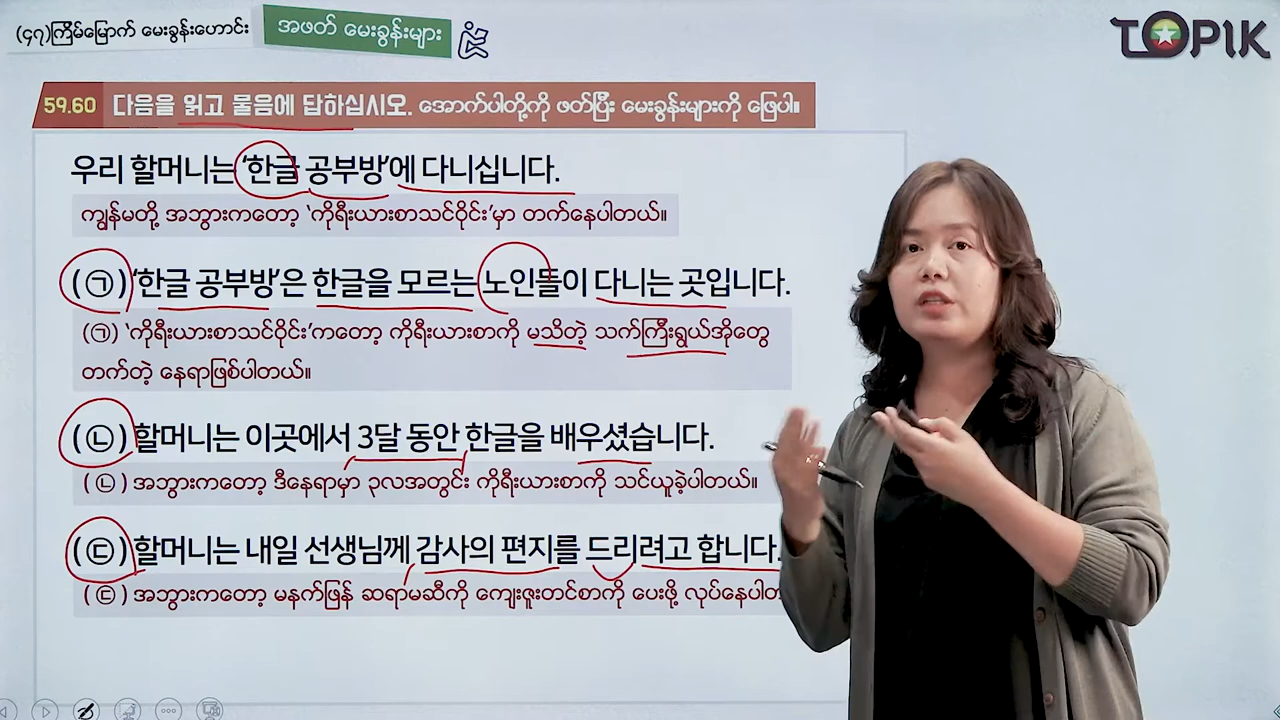 (၄၇)ကြိမ်မြောက် မေးခွန်းဟောင်း
အဖတ် မေးခွန်းများ
TOPIK
59.60 다음을 읽고 물음에 답하십시오. အောက်ပါတို့ကို ဖတ်ပြီး မေးခွန်းများကို ဖြေပါ။
우리 할머니는 '한글 공부방'에 다니십니다.
ကျွန်မတို့ အဘွားကတော့ 'ကိုရီးယားစာသင်ဝိုင်း'မှာ တက်နေပါတယ်။
(㉠) '한글 공부방'은 한글을 모르는 노인들이 다니는 곳입니다.
(㉠) 'ကိုရီးယားစာသင်ဝိုင်း'ကတော့ ကိုရီးယားစာကို မသိတဲ့ သက်ကြီးရွယ်အိုတွေ
တက်တဲ့ နေရာဖြစ်ပါတယ်။
(㉡) 할머니는 이곳에서 3달 동안 한글을 배우셨습니다.
(㉡) အဘွားကတော့ ဒီနေရာမှာ ၃လအတွင်း ကိုရီးယားစာကို သင်ယူခဲ့ပါတယ်။
(㉢) 할머니는 내일 선생님께 감사의 편지를 드리려고 합니다.
(㉢) အဘွားကတော့ မနက်ဖြန် ဆရာမဆီကို ကျေးဇူးတင်စာကို ပေးဖို့ လုပ်နေပါတ